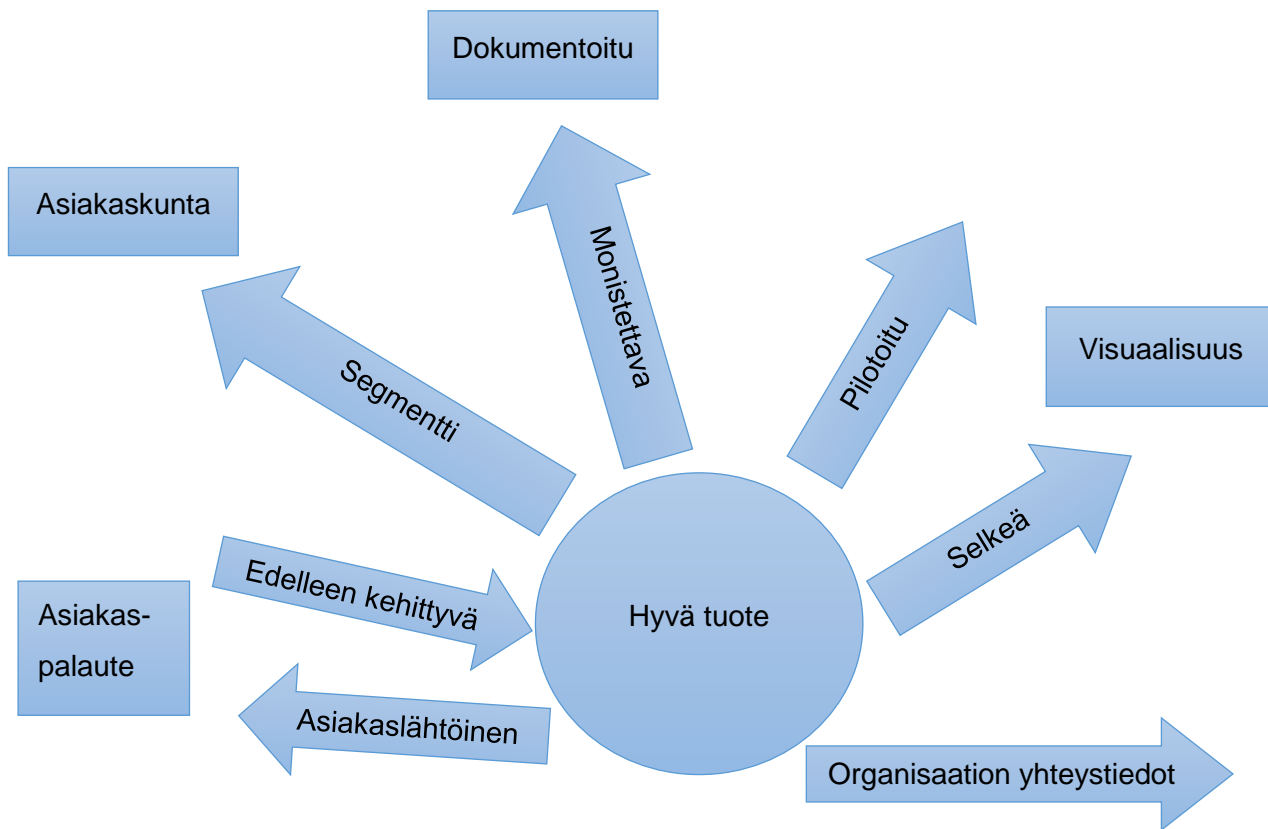 Dokumentoitu
Asiakaskunta
Monistettava
Pilotoitu
Visuaalisuus
Segmentti
Selkeä
Edelleen kehittyvä
Hyvä tuote
Asiakas-
palaute
Asiakaslähtöinen
Organisaation yhteystiedot